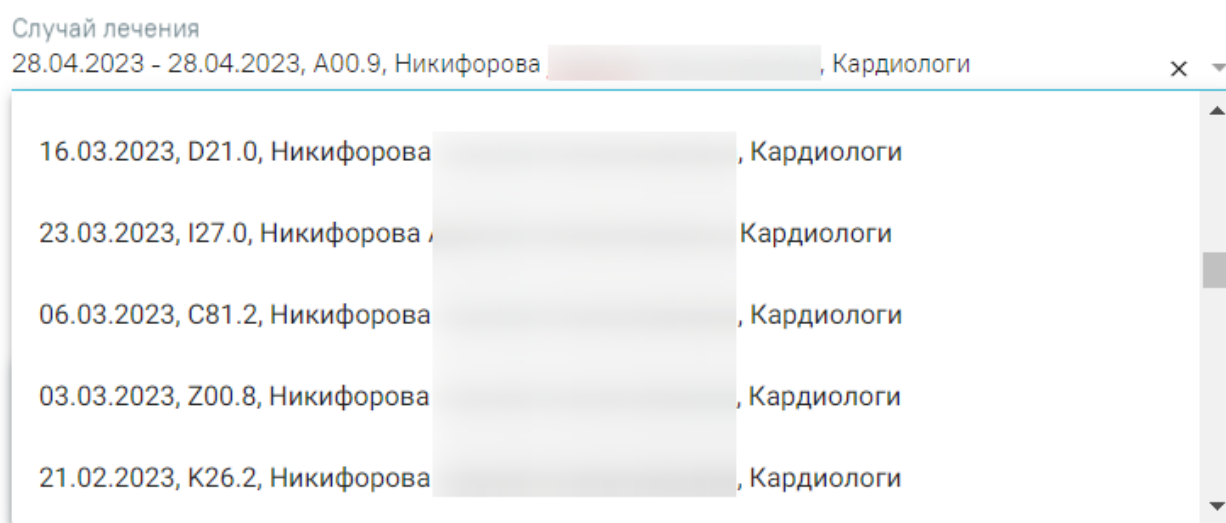 Случай лечения
28.04.2023 - 28.04.2023, A00.9, Никифорова , Кардиологи
16.03.2023, D21.0, Никифорова , Кардиологи
23.03.2023, I27.0, Никифорова Кардиологи
06.03.2023, C81.2, Никифорова , Кардиологи
03.03.2023, Z00.8, Никифорова , Кардиологи
21.02.2023, K26.2, Никифорова , Кардиологи